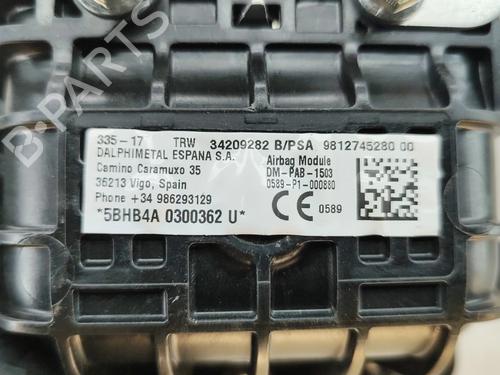 335-17 TRW 34209282 B/PSA 9812745280 00
DALPHIMETAL ESPANA S.A. Airbag Module
Camino Caramuxo 35 DM-PAB-1503
36213 Vigo, Spain 0589-P1-000880
Phone +34 986293129 CE 0589
*5BHB4A 0300362 U*